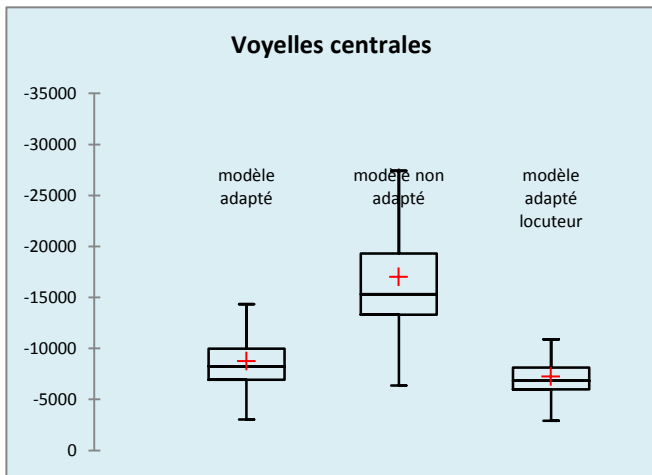 Voyelles centrales
-35000
-30000
-25000
-20000
-15000
-10000
-5000
0
modèle
adapté
modèle non
adapté
modèle
adapté
locuteur